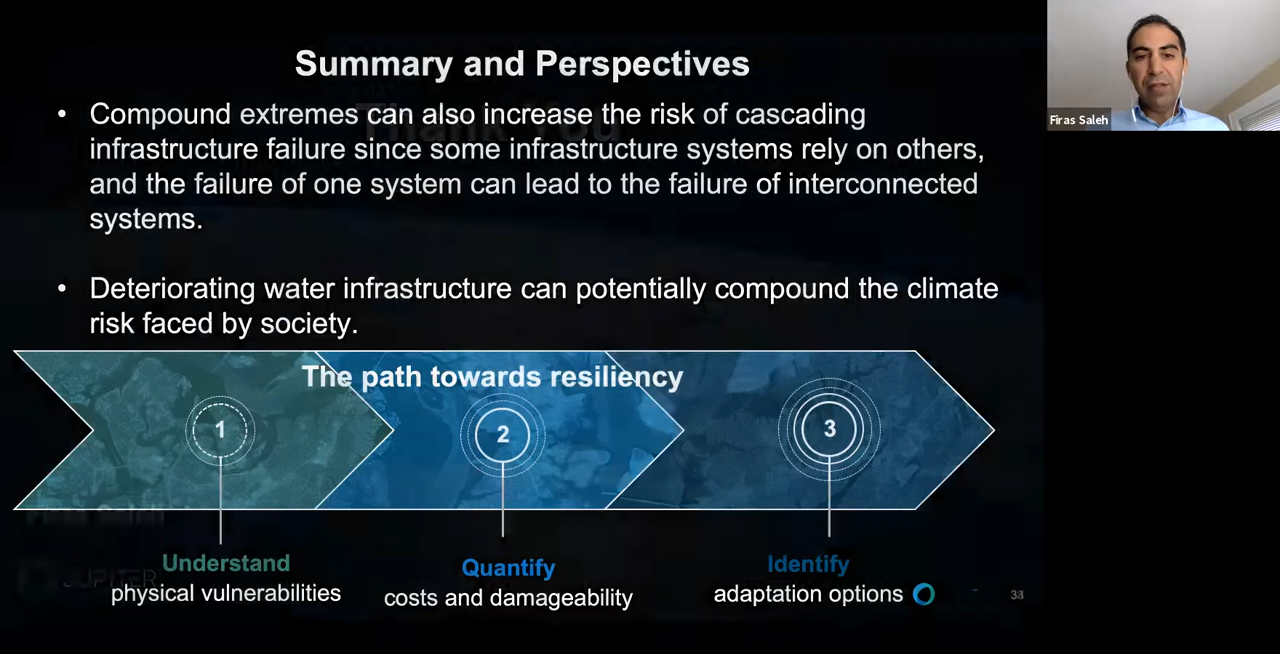 Summary and Perspectives
• Compound extremes can also increase the risk of cascading
infrastructure failure since some infrastructure systems rely on others,
and the failure of one system can lead to the failure of interconnected
systems.
• Deteriorating water infrastructure can potentially compound the climate
risk faced by society.
The path towards resiliency
1
2
3
Understand
physical vulnerabilities
Quantify
costs and damageability
Identify
adaptation options
Thank You
JUPITER
Firas Saleh